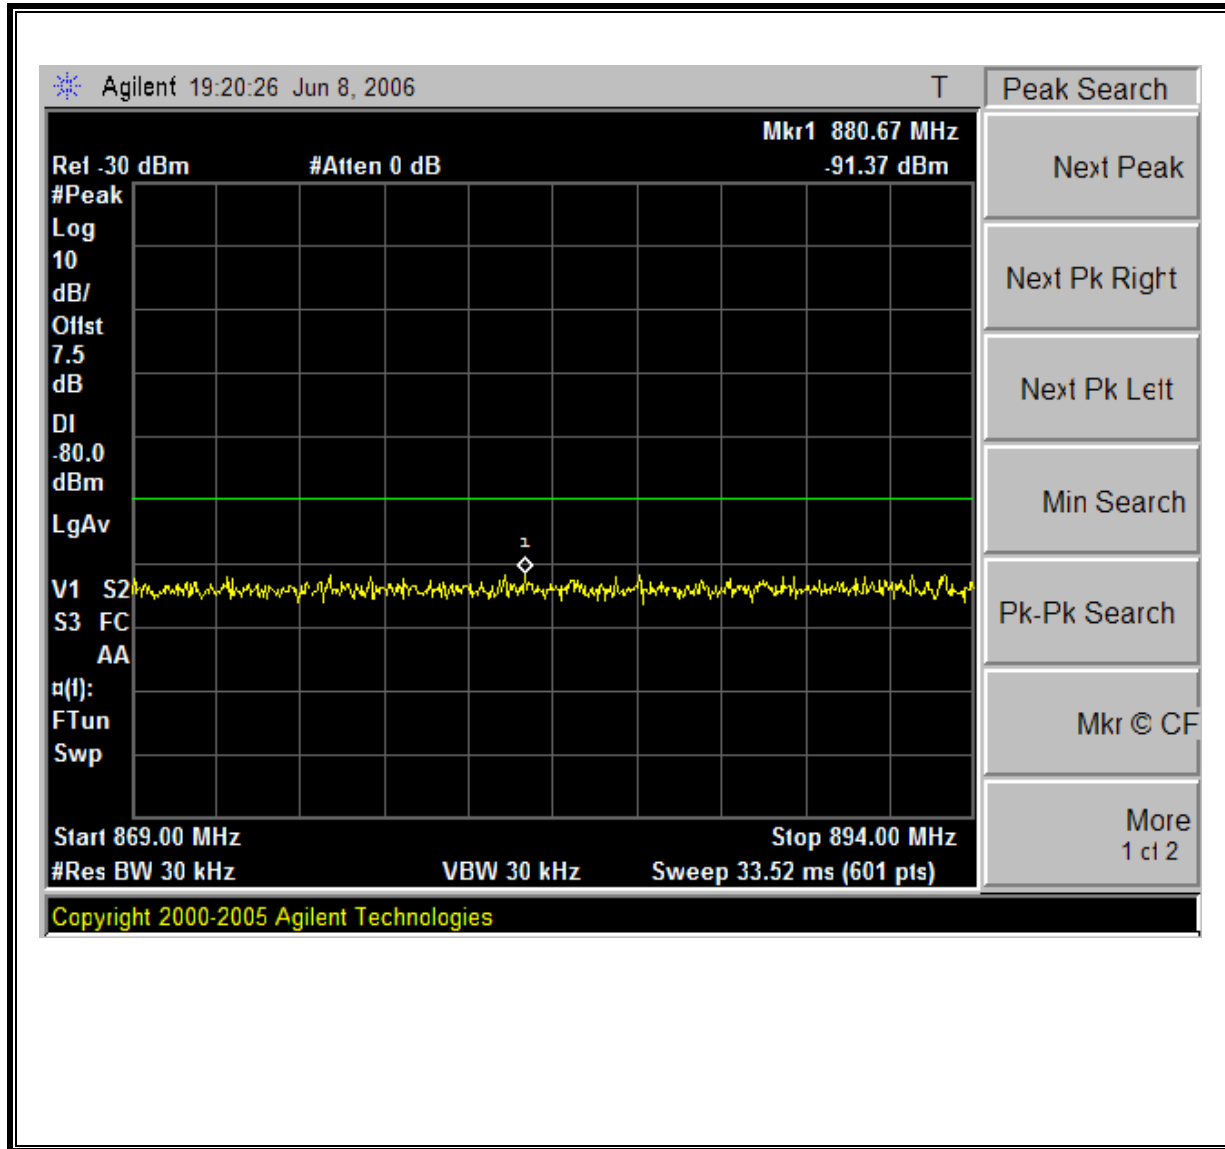 Agilent 19:20:26 Jun 8, 2006 T
Peak Search
Mkr1 880.67 MHz
Ref -30 dBm #Atten 0 dB -91.37 dBm
#Peak
Log
10
dB/
Offst
7.5
dB
DI
-80.0
dBm
LgAv
1
V1 S2
S3 FC
AA
¤(f):
FTun
Swp
Start 869.00 MHz Stop 894.00 MHz
#Res BW 30 kHz VBW 30 kHz Sweep 33.52 ms (601 pts)
Copyright 2000-2005 Agilent Technologies
Next Peak
Next Pk Right
Next Pk Left
Min Search
Pk-Pk Search
Mkr © CF
More
1 of 2